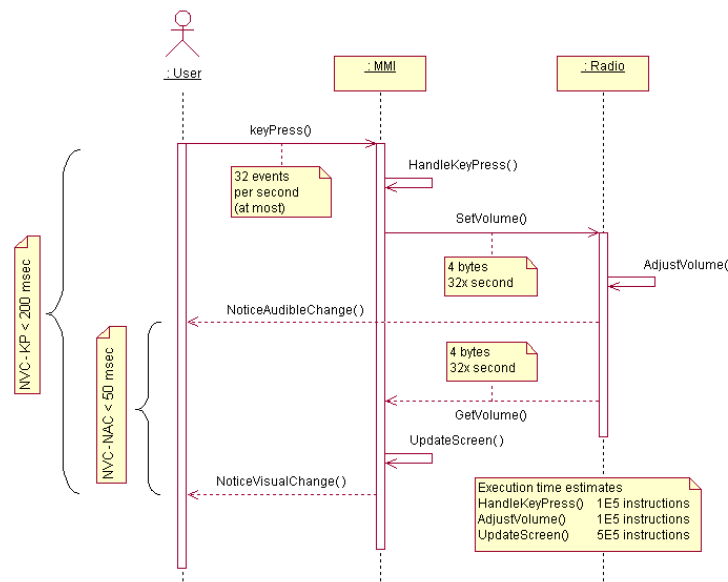 : User
: MMI
: Radio
keyPress()
32 events
per second
(at most)
HandleKeyPress()
SetVolume()
4 bytes
32x second
AdjustVolume()
NVC-KP < 200 msec
NoticeAudibleChange()
NVC-NAC < 50 msec
4 bytes
32x second
GetVolume()
UpdateScreen()
NoticeVisualChange()
Execution time estimates
HandleKeyPress() 1E5 instructions
AdjustVolume() 1E5 instructions
UpdateScreen() 5E5 instructions